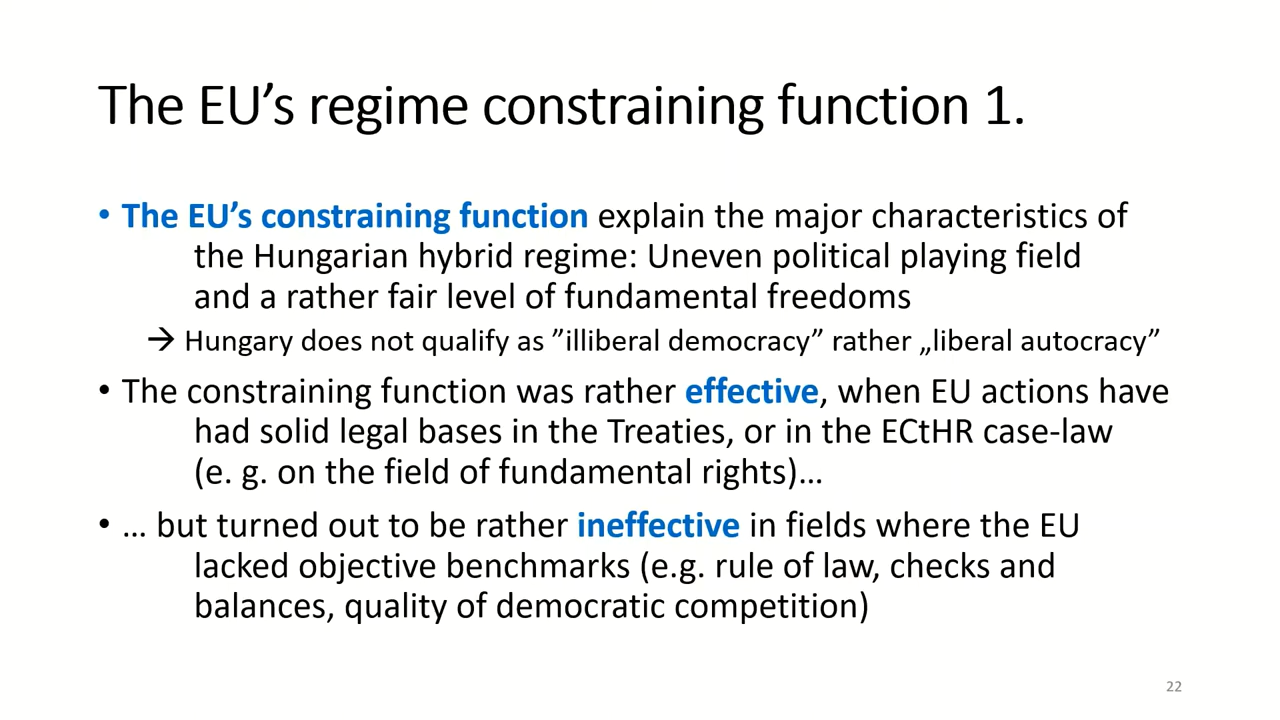 The EU’s regime constraining function 1.
• The EU’s constraining function explain the major characteristics of
the Hungarian hybrid regime: Uneven political playing field
and a rather fair level of fundamental freedoms
→ Hungary does not qualify as ”illiberal democracy” rather „liberal autocracy”
• The constraining function was rather effective, when EU actions have
had solid legal bases in the Treaties, or in the ECtHR case-law
(e. g. on the field of fundamental rights)…
• … but turned out to be rather ineffective in fields where the EU
lacked objective benchmarks (e.g. rule of law, checks and
balances, quality of democratic competition)
22